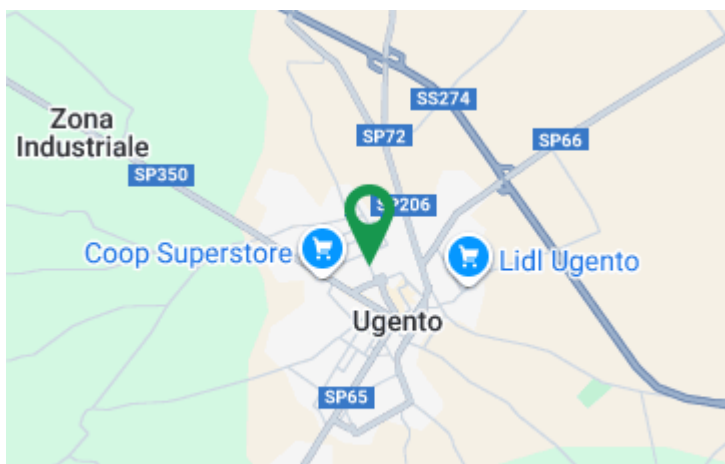 SS274
Zona
Industriale
SP72
SP66
SP350
SP206
Coop Superstore
Lidl Ugento
Ugento
SP65